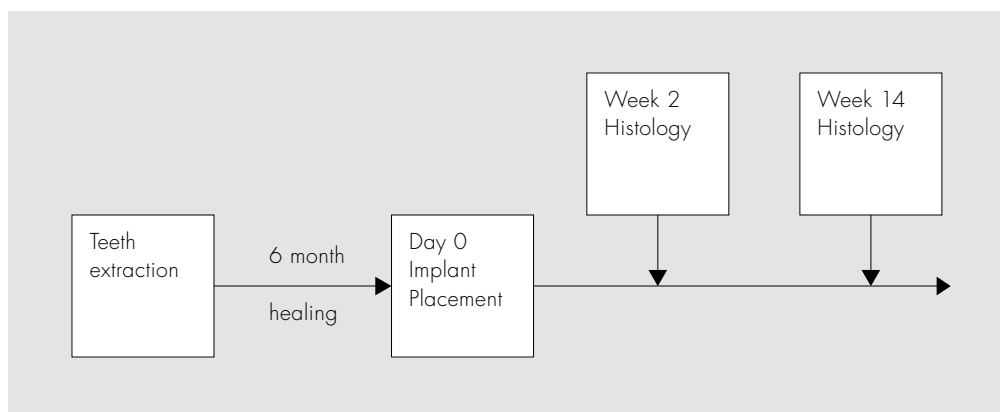 Week 2
Histology
Week 14
Histology
Teeth
extraction
6 month
healing
Day 0
Implant
Placement